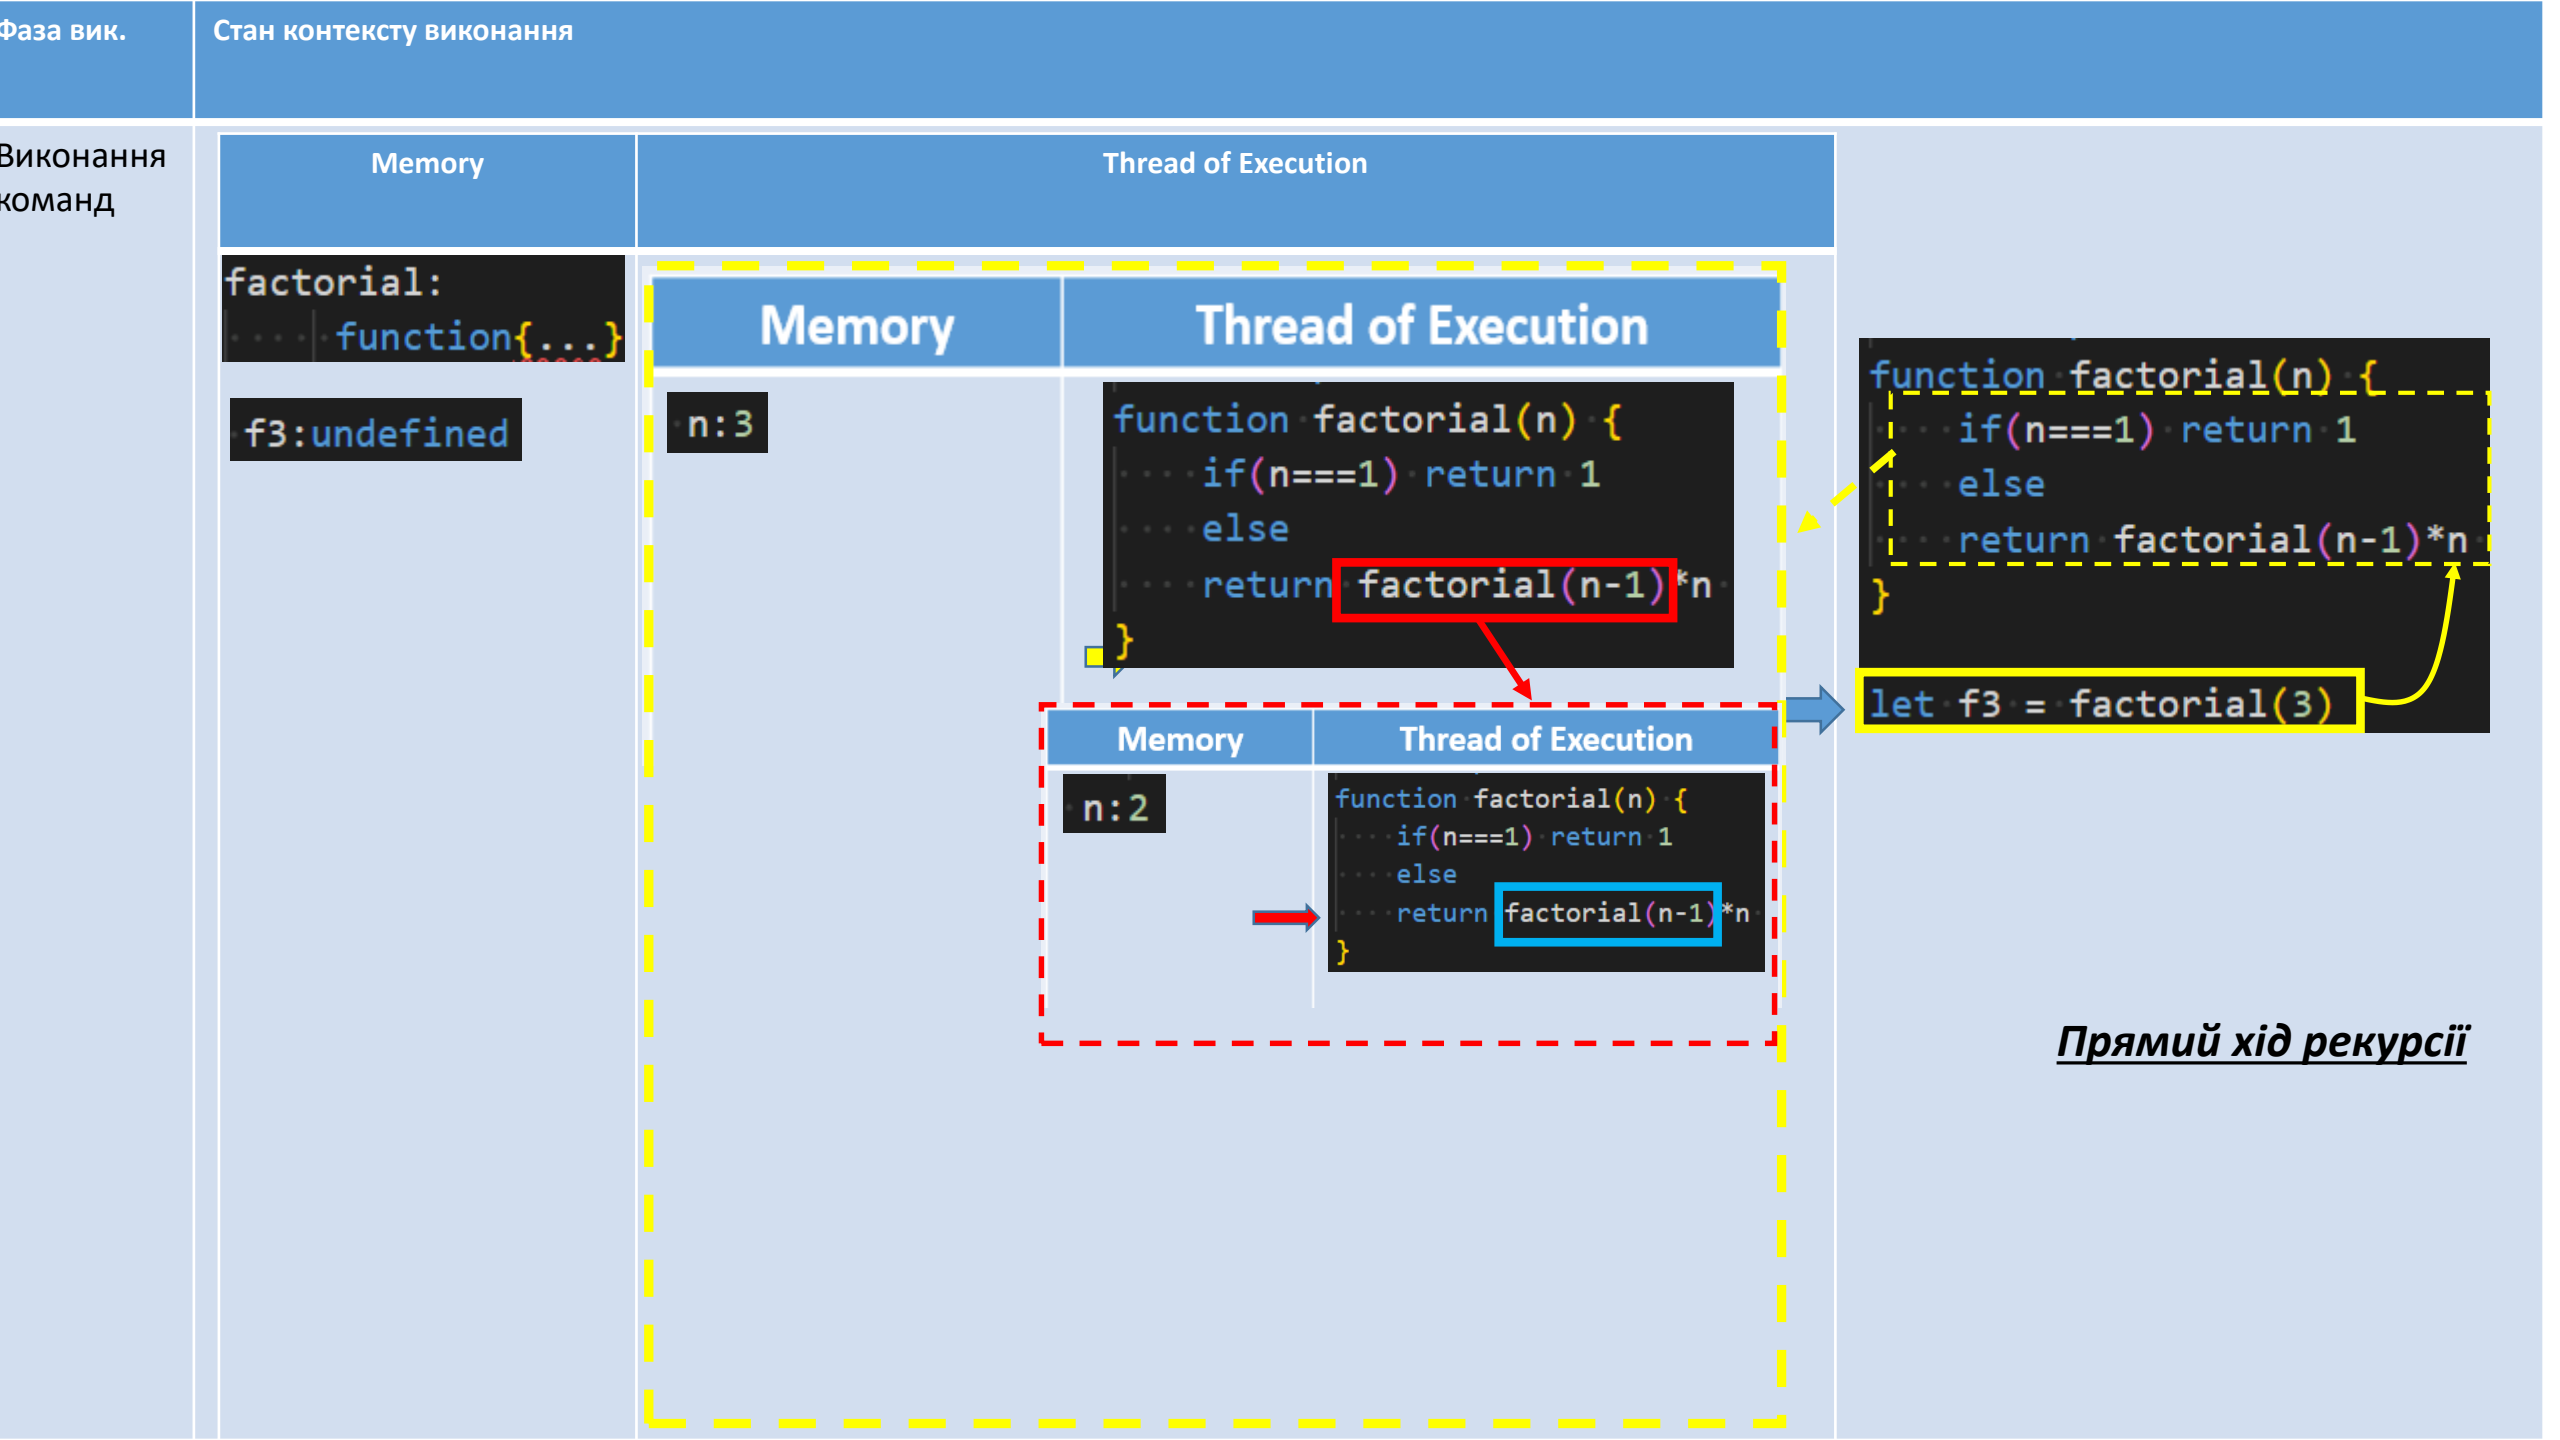 Фаза вик.
Стан контексту виконання
Виконання
команд
Memory
Thread of Execution
factorial:
function{...}
f3:undefined
Memory
Thread of Execution
n:3
function factorial(n) {
if(n===1) return 1
else
return factorial(n-1)*n
}
Memory
Thread of Execution
n:2
function factorial(n) {
if(n===1) return 1
else
return factorial(n-1)*n
}
function factorial(n) {
if(n===1) return 1
else
return factorial(n-1)*n
}
let f3 = factorial(3)
Прямий хід рекурсії